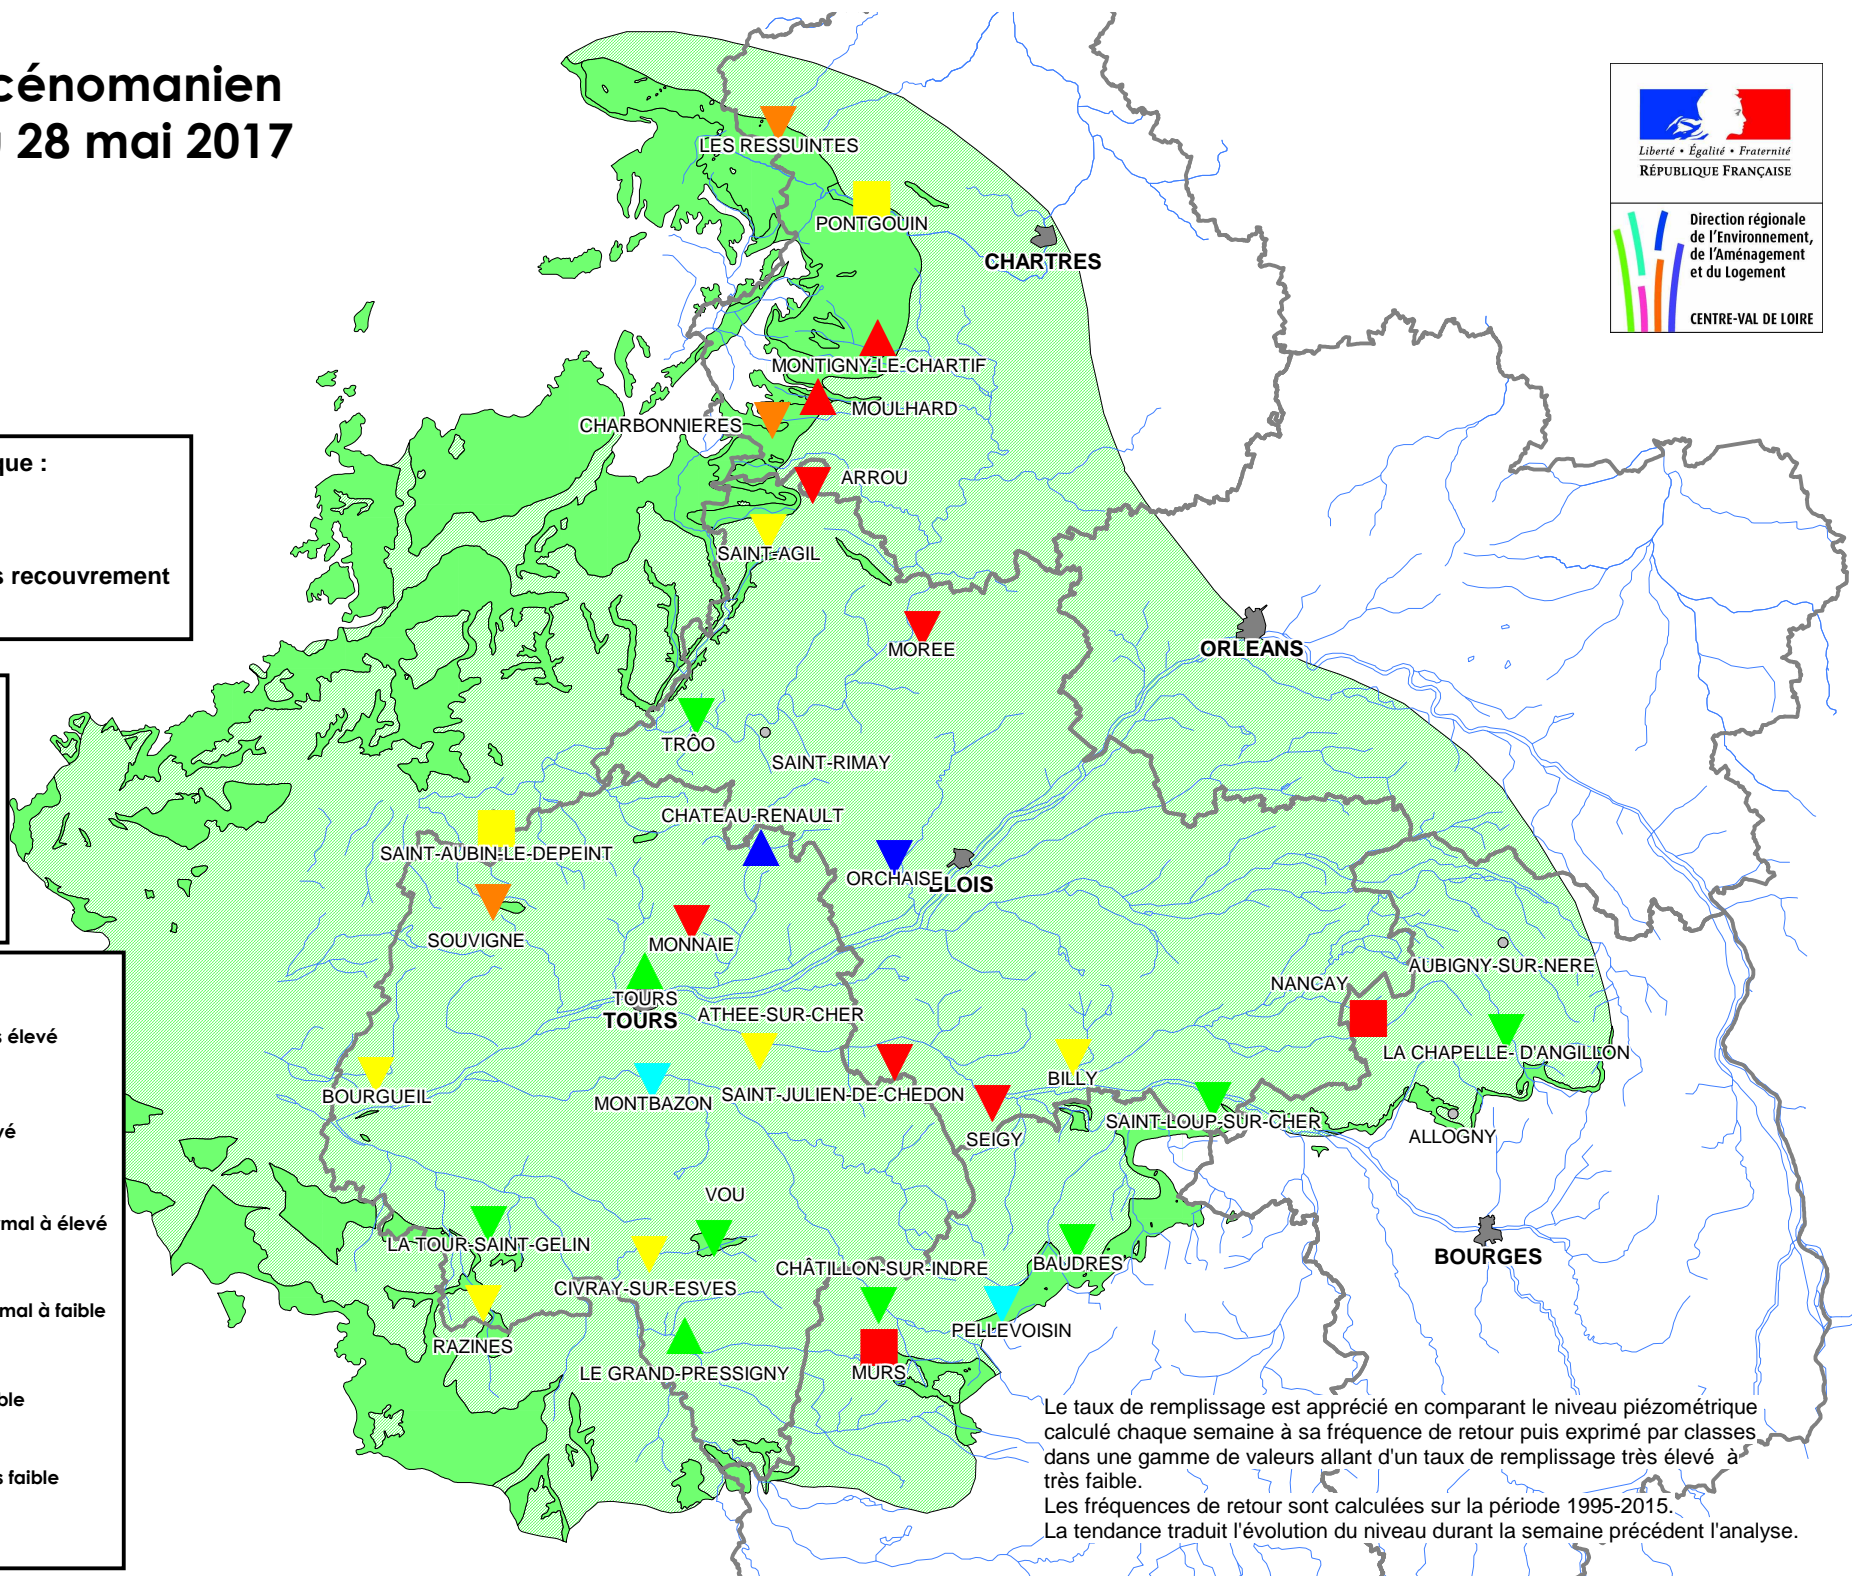 cénomanien
28 mai 2017
Liberté • Égalité • Fraternité
RÉPUBLIQUE FRANÇAISE
Direction régionale
de l'Environnement,
de l'Aménagement
et du Logement
CENTRE-VAL DE LOIRE
LES RESSUINTES
PONTGOUIN
CHARTRES
MONTIGNY-LE-CHARTIF
MOULHARD
CHARBONNIERES
que :
ARROU
SAINT-AGIL
s recouvrement
MOREE
ORLEANS
TRÔO
SAINT-RIMAY
CHATEAU-RENAULT
SAINT-AUBIN-LE-DEPEINT
ORCHAISE
BLOIS
SOUVIGNE
MONNAIE
AUBIGNY-SUR-NERE
NANCAY
TOURS
TOURS
ATHEE-SUR-CHER
s élevé
LA CHAPELLE- D'ANGILLON
BILLY
BOURGUEIL
MONTBAZON
SAINT-JULIEN-DE-CHEDON
SAINT-LOUP-SUR-CHER
vé
SEIGY
ALLOGNY
VOU
rmal à élevé
LA TOUR-SAINT-GELIN
BOURGES
BAUDRES
CHÂTILLON-SUR-INDRE
CIVRAY-SUR-ESVES
mal à faible
PELLEVOISIN
RAZINES
LE GRAND-PRESSIGNY
MURS
ble
s faible
Le taux de remplissage est apprécié en comparant le niveau piézométrique
calculé chaque semaine à sa fréquence de retour puis exprimé par classes
dans une gamme de valeurs allant d'un taux de remplissage très élevé à
très faible.
Les fréquences de retour sont calculées sur la période 1995-2015.
La tendance traduit l'évolution du niveau durant la semaine précédent l'analyse.